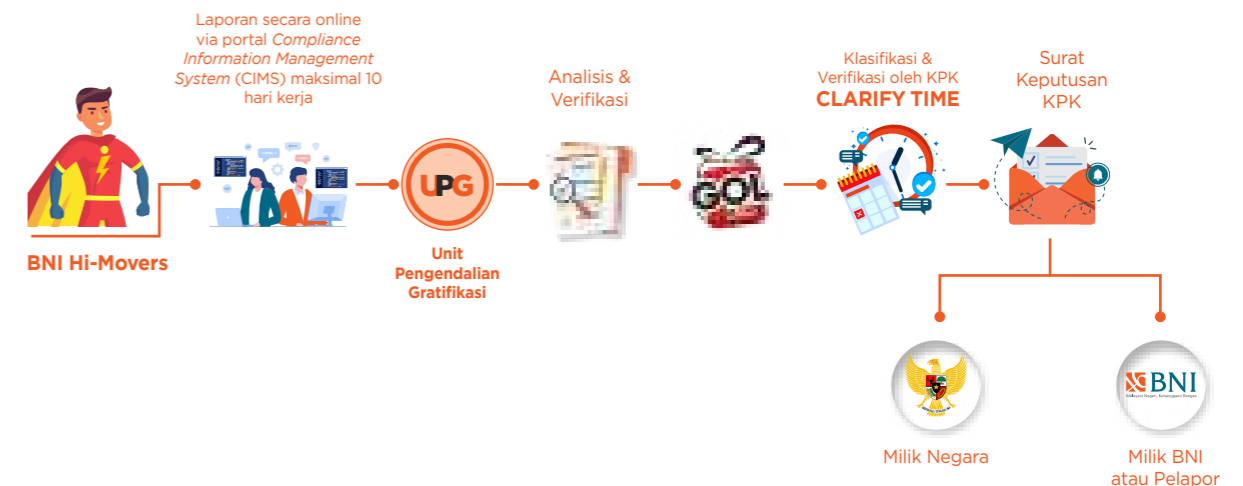 Laporan secara online
via portal Compliance
Information Management
System (CIMS) maksimal 10
hari kerja
BNI Hi-Movers
UPG
Unit
Pengendalian
Gratifikasi
Analisis &
Verifikasi
GOL
Klasifikasi &
Verifikasi oleh KPK
CLARIFY TIME
Surat
Keputusan
KPK
Milik Negara
BNI
Milik BNI
atau Pelapor